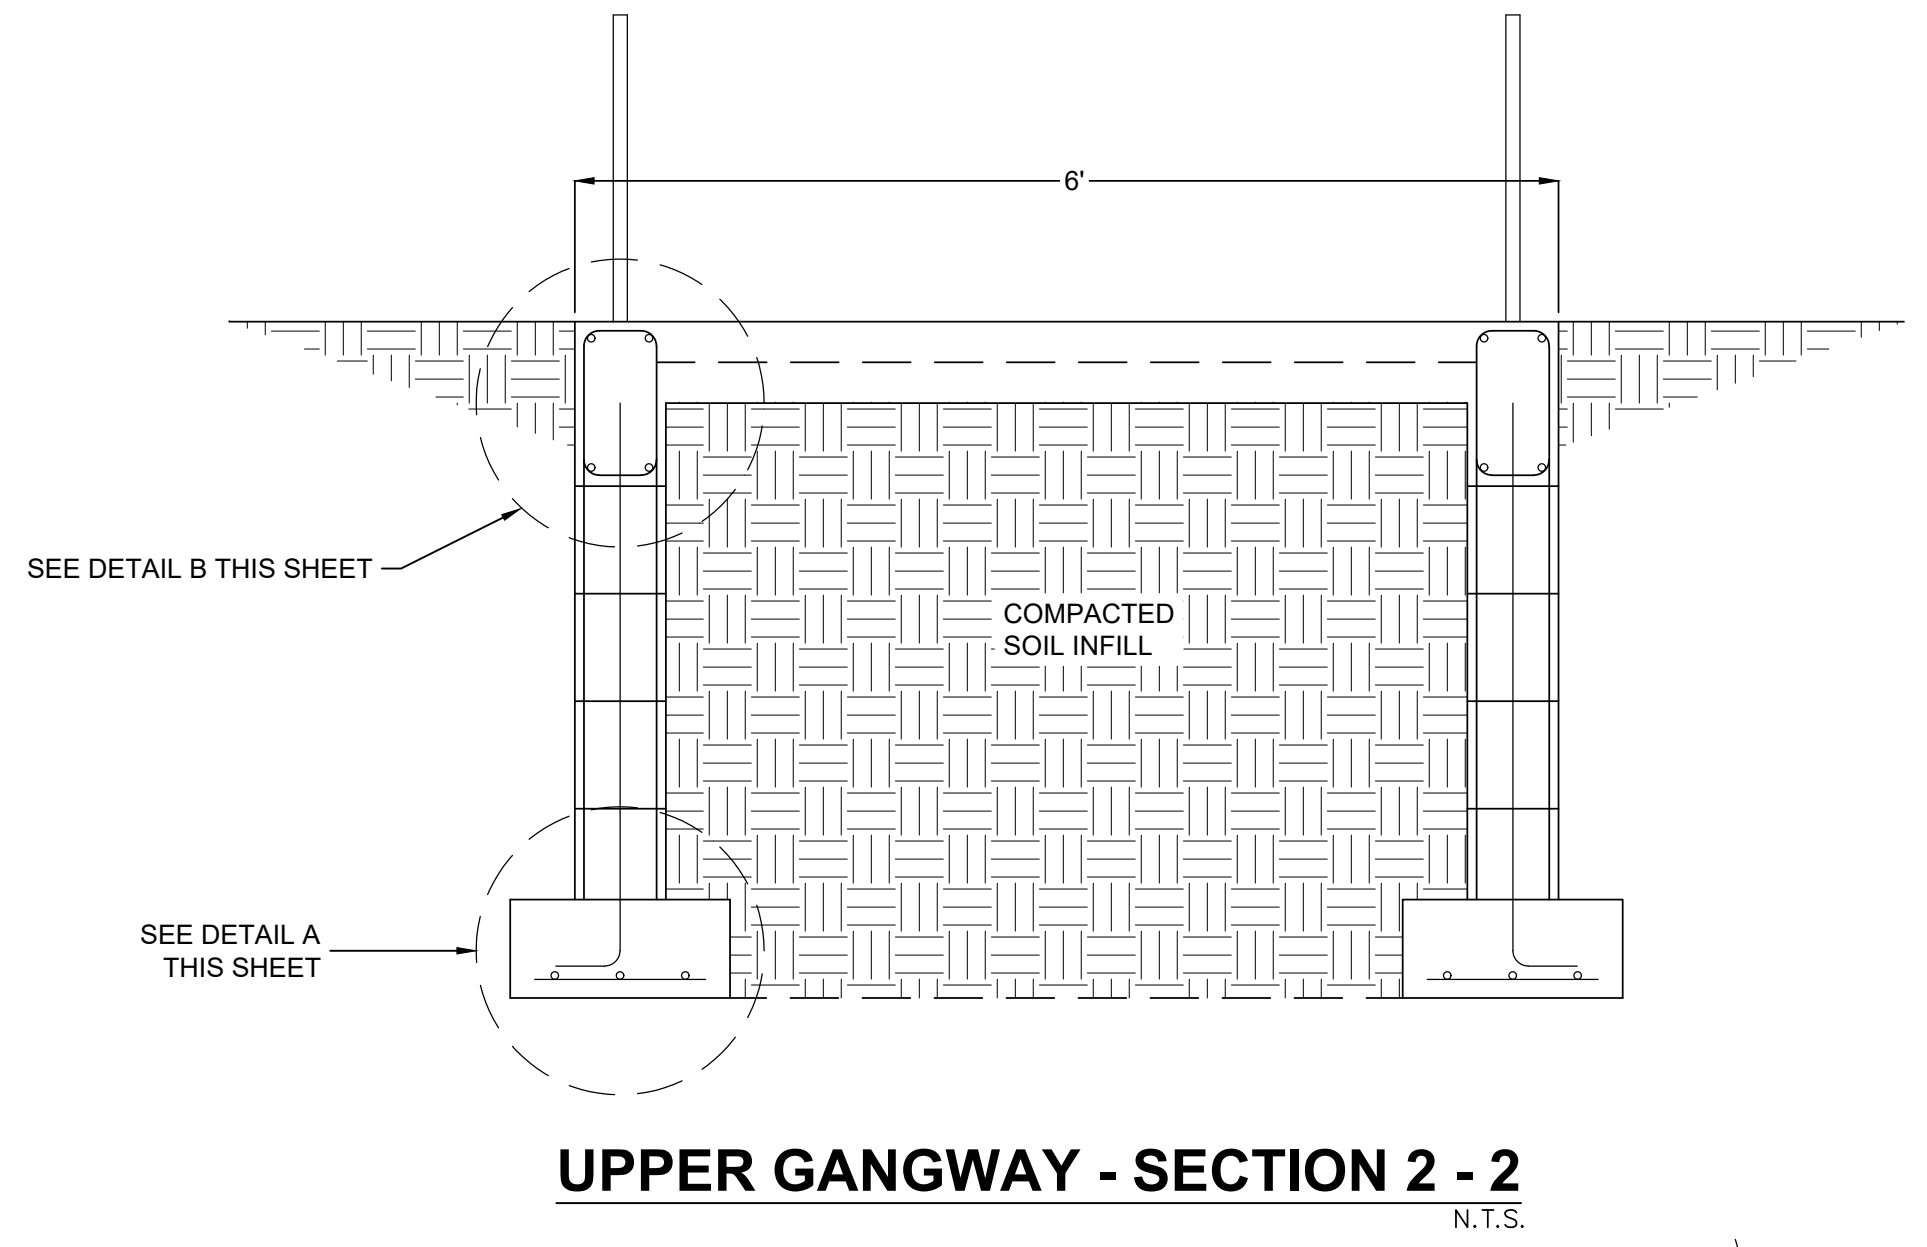 6'
SEE DETAIL B THIS SHEET
COMPACTED
SOIL INFILL
SEE DETAIL A
THIS SHEET
UPPER GANGWAY - SECTION 2 - 2
N.T.S.